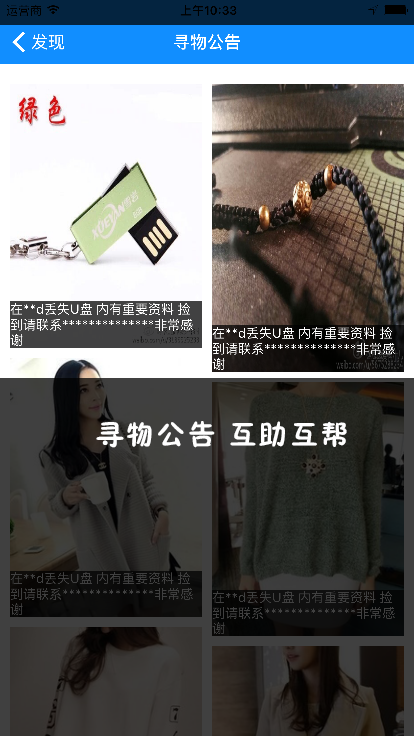 运营商
上午10:33
发现
寻物公告
绿色
在**d丢失U盘 内有重要资料 捡
到请联系**************非常感
谢
在**d丢失U盘 内有重要资料 捡
到请联系**************非常感
谢
寻物公告 互助互帮
在**d丢失U盘 内有重要资料 捡
到请联系**************非常感
谢
在**d丢失U盘 内有重要资料 捡
到请联系**************非常感
谢